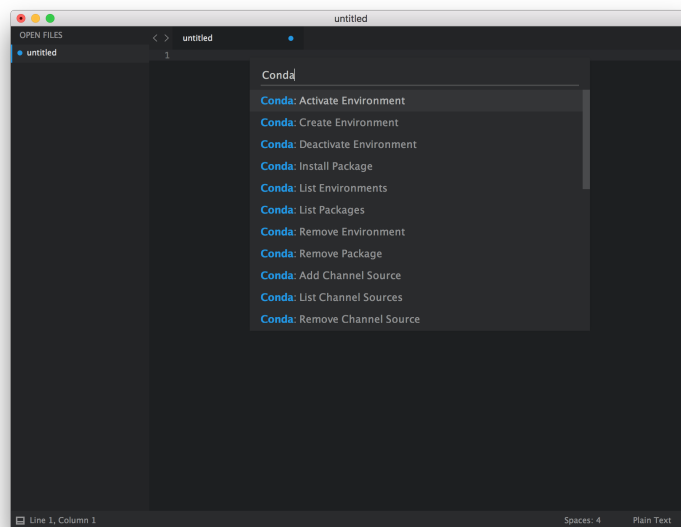 untitled
OPEN FILES
untitled
untitled
1
Conda
Conda: Activate Environment
Conda: Create Environment
Conda: Deactivate Environment
Conda: Install Package
Conda: List Environments
Conda: List Packages
Conda: Remove Environment
Conda: Remove Package
Conda: Add Channel Source
Conda: List Channel Sources
Conda: Remove Channel Source
Line 1, Column 1
Spaces: 4
Plain Text